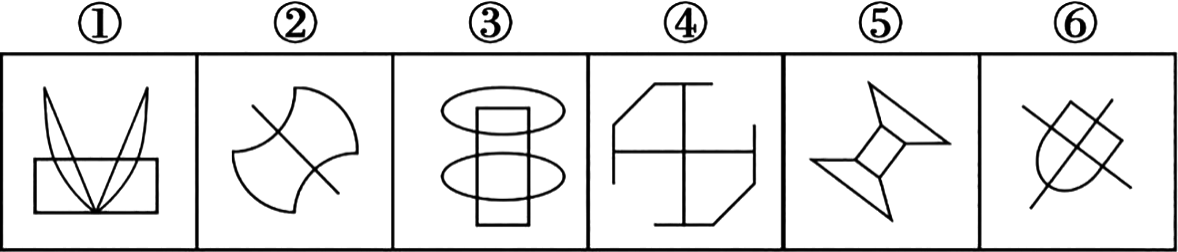 ① ② ③ ④ ⑤ ⑥